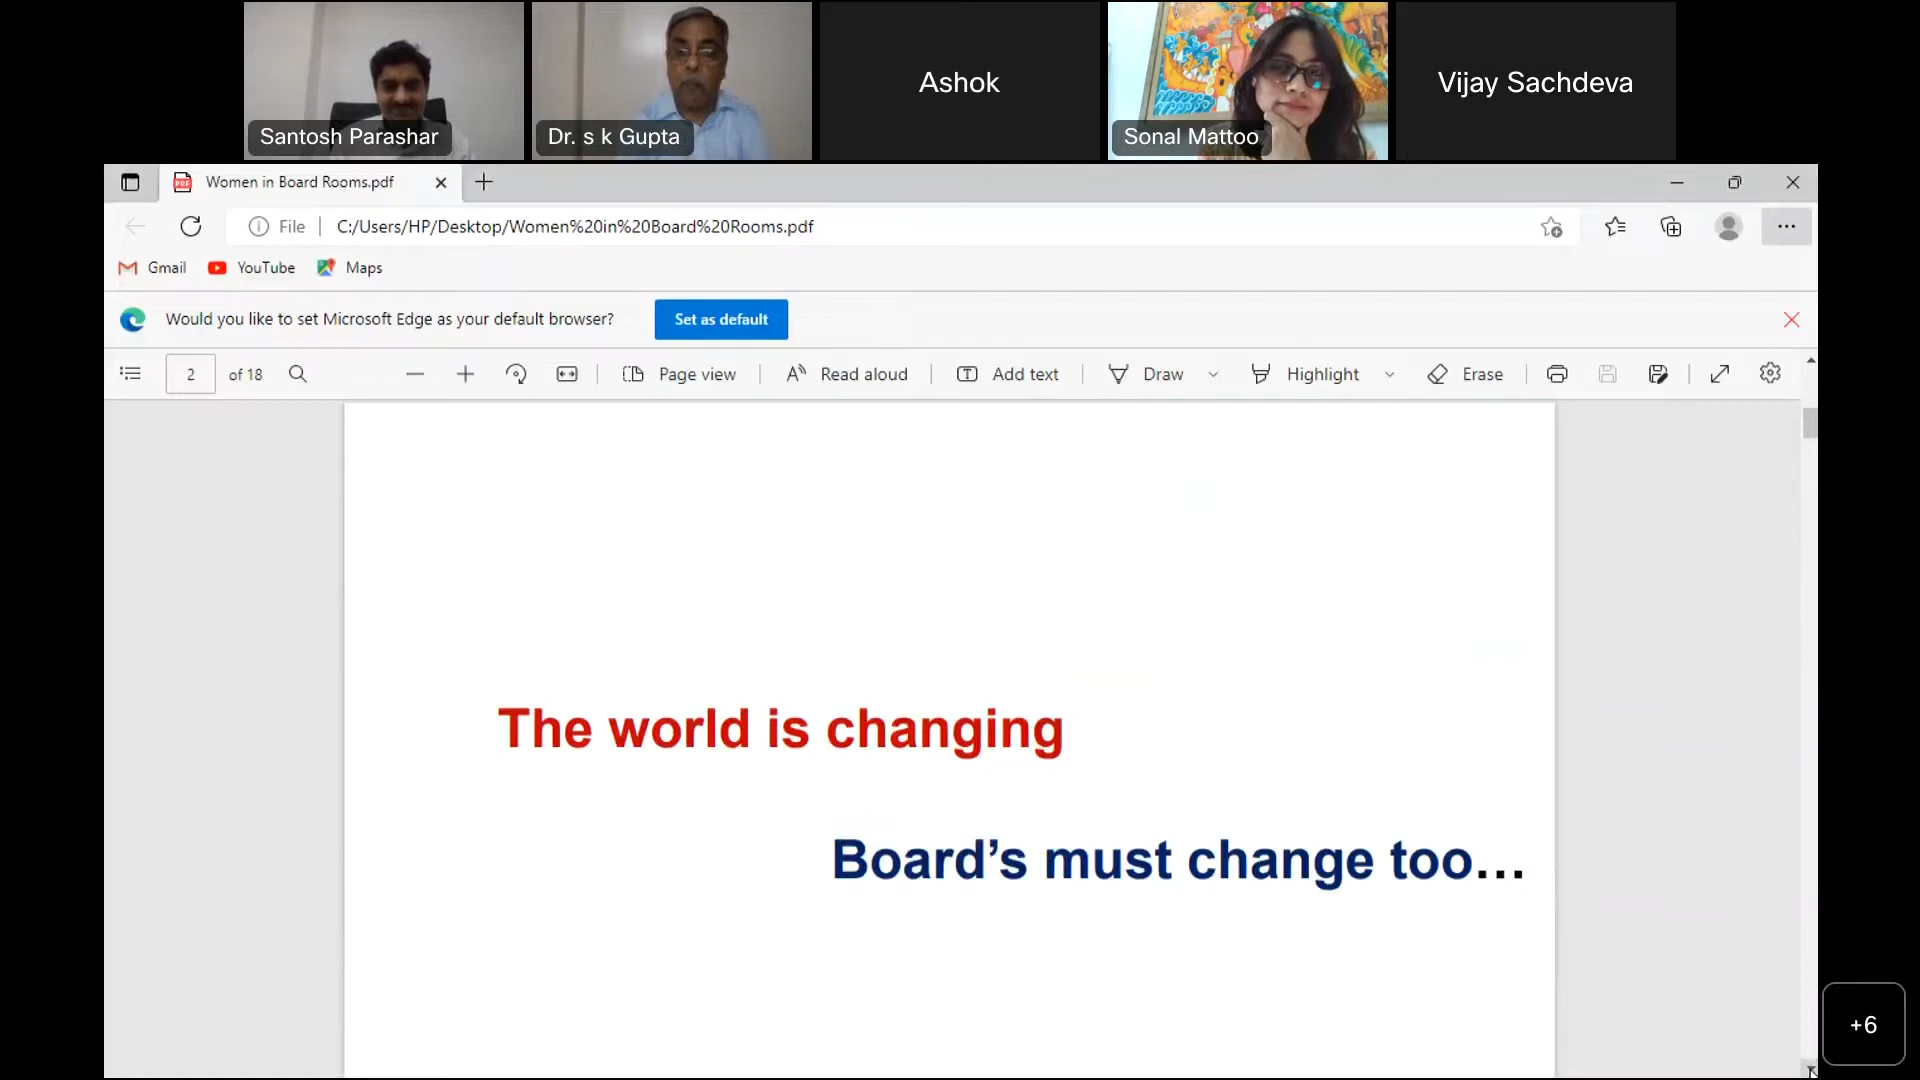 Santosh Parashar
Dr. s k Gupta
Ashok
Sonal Mattoo
Vijay Sachdeva
Women in Board Rooms.pdf
File
C:/Users/HP/Desktop/Women%20in%20Board%20Rooms.pdf
Gmail
YouTube
Maps
Would you like to set Microsoft Edge as your default browser?
Set as default
2 of 18
Page view
Read aloud
Add text
Draw
Highlight
Erase
The world is changing
Board’s must change too...
+6